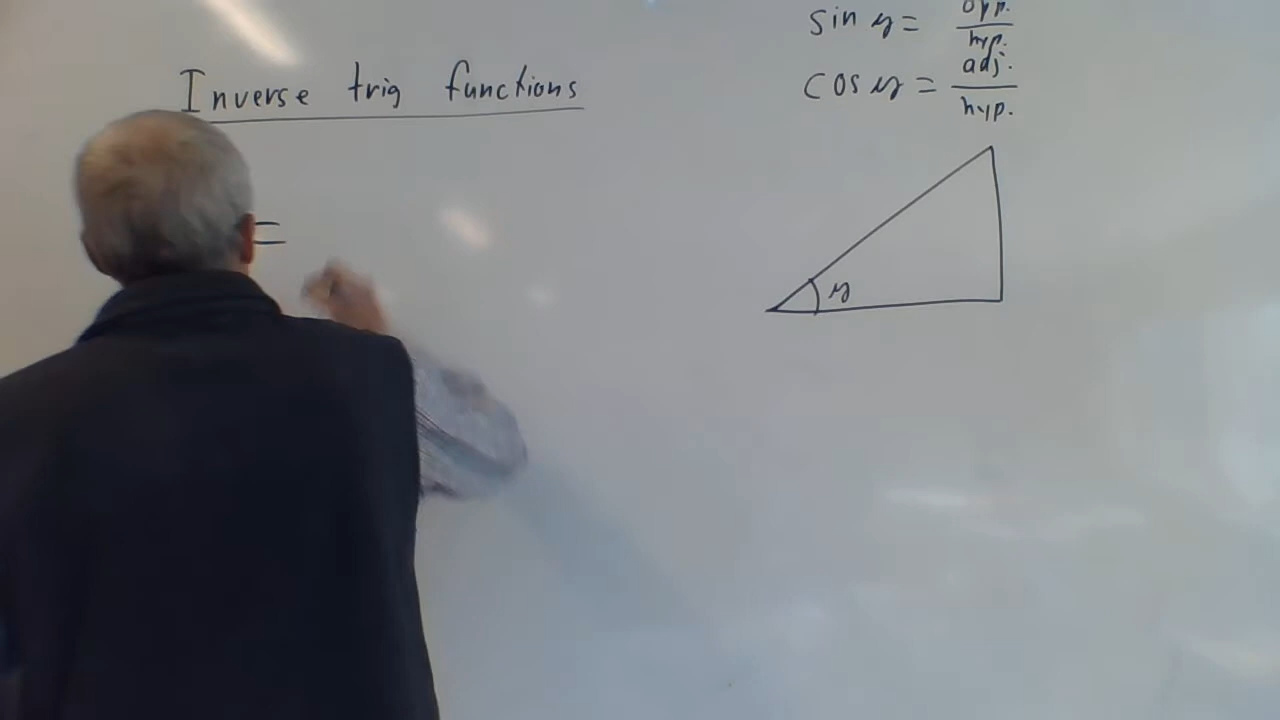 Inverse trig functions
=
sin y = opp. / hyp.
cos y = adj. / hyp.
y